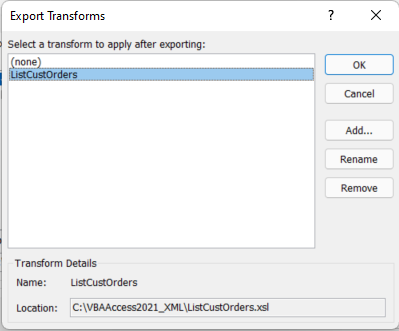 Export Transforms
Select a transform to apply after exporting:
(none)
ListCustOrders
OK
Cancel
Add...
Rename
Remove
Transform Details
Name: ListCustOrders
Location: C:\VBAAccess2021_XML\ListCustOrders.xsl